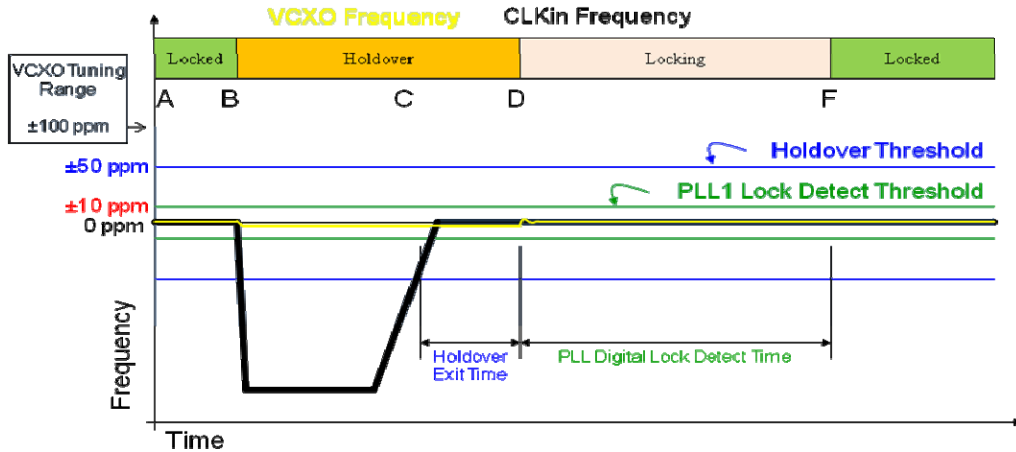 VCXO Frequency CLKin Frequency
Locked Holdover Locking Locked
VCXO Tuning
Range
±100 ppm
A B C D F
±50 ppm
Holdover Threshold
±10 ppm
PLL1 Lock Detect Threshold
0 ppm
Frequency
Holdover
Exit Time
PLL Digital Lock Detect Time
Time